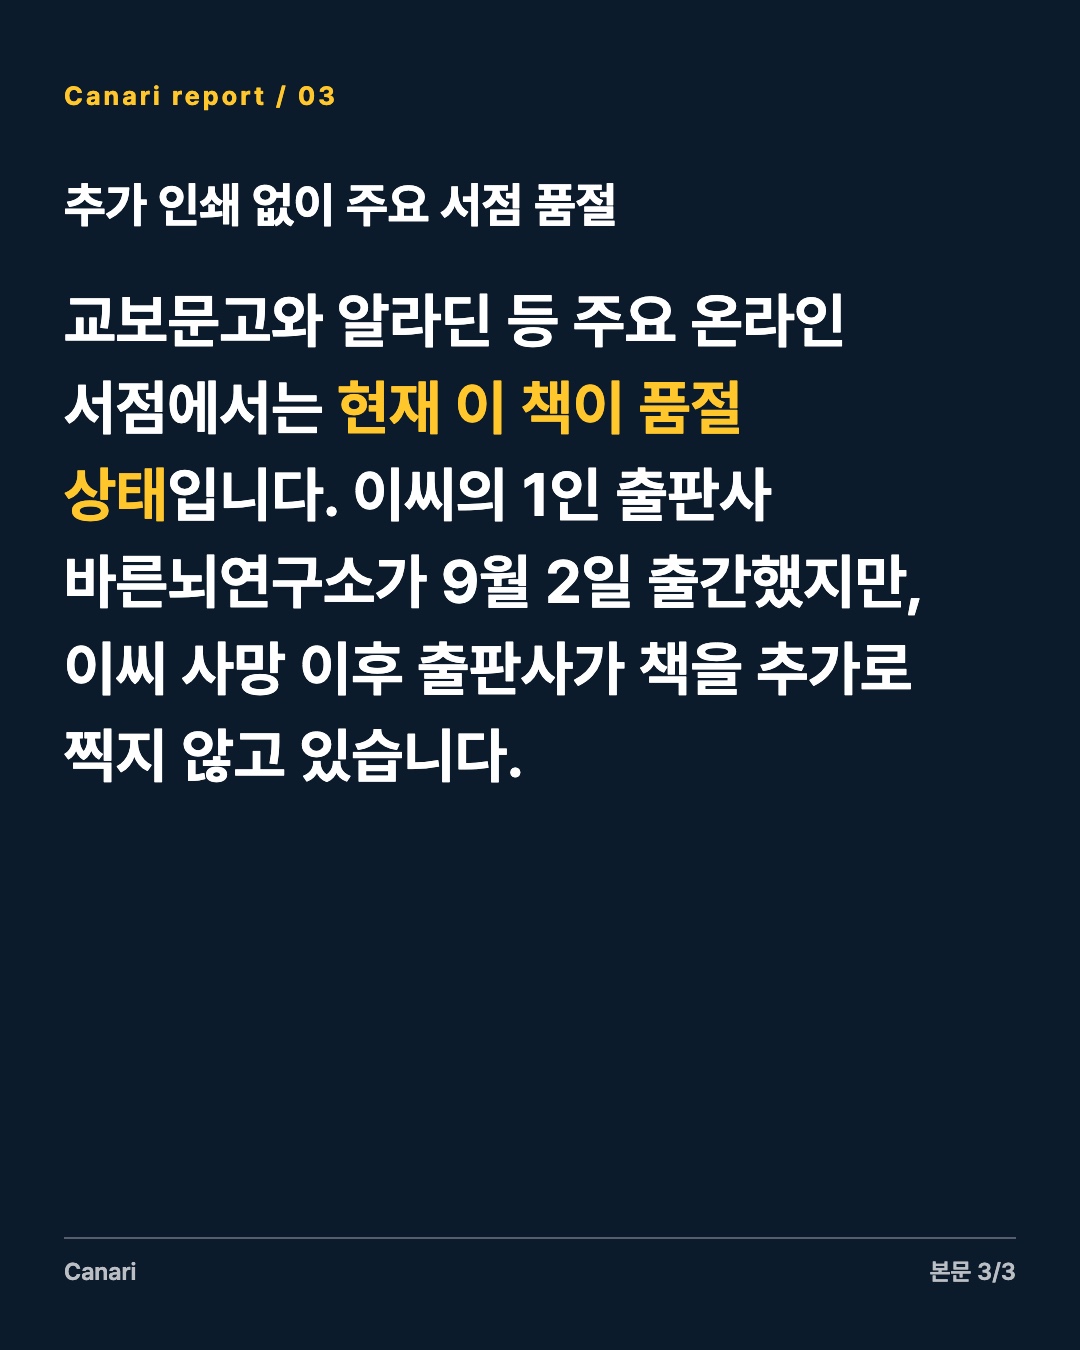 Canari report / 03
추가 인쇄 없이 주요 서점 품절
교보문고와 알라딘 등 주요 온라인
서점에서는 현재 이 책이 품절
상태입니다. 이씨의 1인 출판사
바른뇌연구소가 9월 2일 출간했지만,
이씨 사망 이후 출판사가 책을 추가로
찍지 않고 있습니다.
Canari
본문 3/3